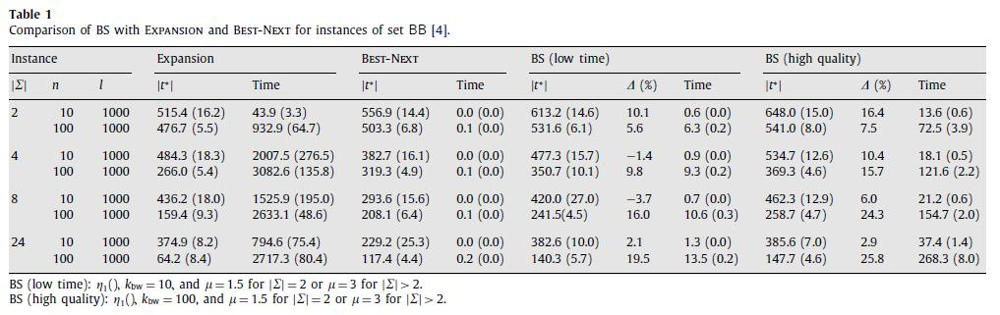 Table 1
Comparison of BS with EXPANSION and BEST-NEXT for instances of set BB [4].
Instance Expansion BEST-NEXT BS (low time) BS (high quality)
|Σ| n l |t*| Time |t*| Time |t*| Δ (%) Time |t*| Δ (%) Time
2 10 1000 515.4 (16.2) 43.9 (3.3) 556.9 (14.4) 0.0 (0.0) 613.2 (14.6) 10.1 0.6 (0.0) 648.0 (15.0) 16.4 13.6 (0.6)
100 1000 476.7 (5.5) 932.9 (64.7) 503.3 (6.8) 0.1 (0.0) 531.6 (6.1) 5.6 6.3 (0.2) 541.0 (8.0) 7.5 72.5 (3.9)
4 10 1000 484.3 (18.3) 2007.5 (276.5) 382.7 (16.1) 0.0 (0.0) 477.3 (15.7) −1.4 0.9 (0.0) 534.7 (12.6) 10.4 18.1 (0.5)
100 1000 266.0 (5.4) 3082.6 (135.8) 319.3 (4.9) 0.1 (0.0) 350.7 (10.1) 9.8 9.3 (0.2) 369.3 (4.6) 15.7 121.6 (2.2)
8 10 1000 436.2 (18.0) 1525.9 (195.0) 293.6 (15.6) 0.0 (0.0) 420.0 (27.0) −3.7 0.7 (0.0) 462.3 (12.9) 6.0 21.2 (0.6)
100 1000 159.4 (9.3) 2633.1 (48.6) 208.1 (6.4) 0.1 (0.0) 241.5(4.5) 16.0 10.6 (0.3) 258.7 (4.7) 24.3 154.7 (2.0)
24 10 1000 374.9 (8.2) 794.6 (75.4) 229.2 (25.3) 0.0 (0.0) 382.6 (10.0) 2.1 1.3 (0.0) 385.6 (7.0) 2.9 37.4 (1.4)
100 1000 64.2 (8.4) 2717.3 (80.4) 117.4 (4.4) 0.2 (0.0) 140.3 (5.7) 19.5 13.5 (0.2) 147.7 (4.6) 25.8 268.3 (8.0)
BS (low time): η₁(), k_bw = 10, and μ = 1.5 for |Σ| = 2 or μ = 3 for |Σ| > 2.
BS (high quality): η₁(), k_bw = 100, and μ = 1.5 for |Σ| = 2 or μ = 3 for |Σ| > 2.